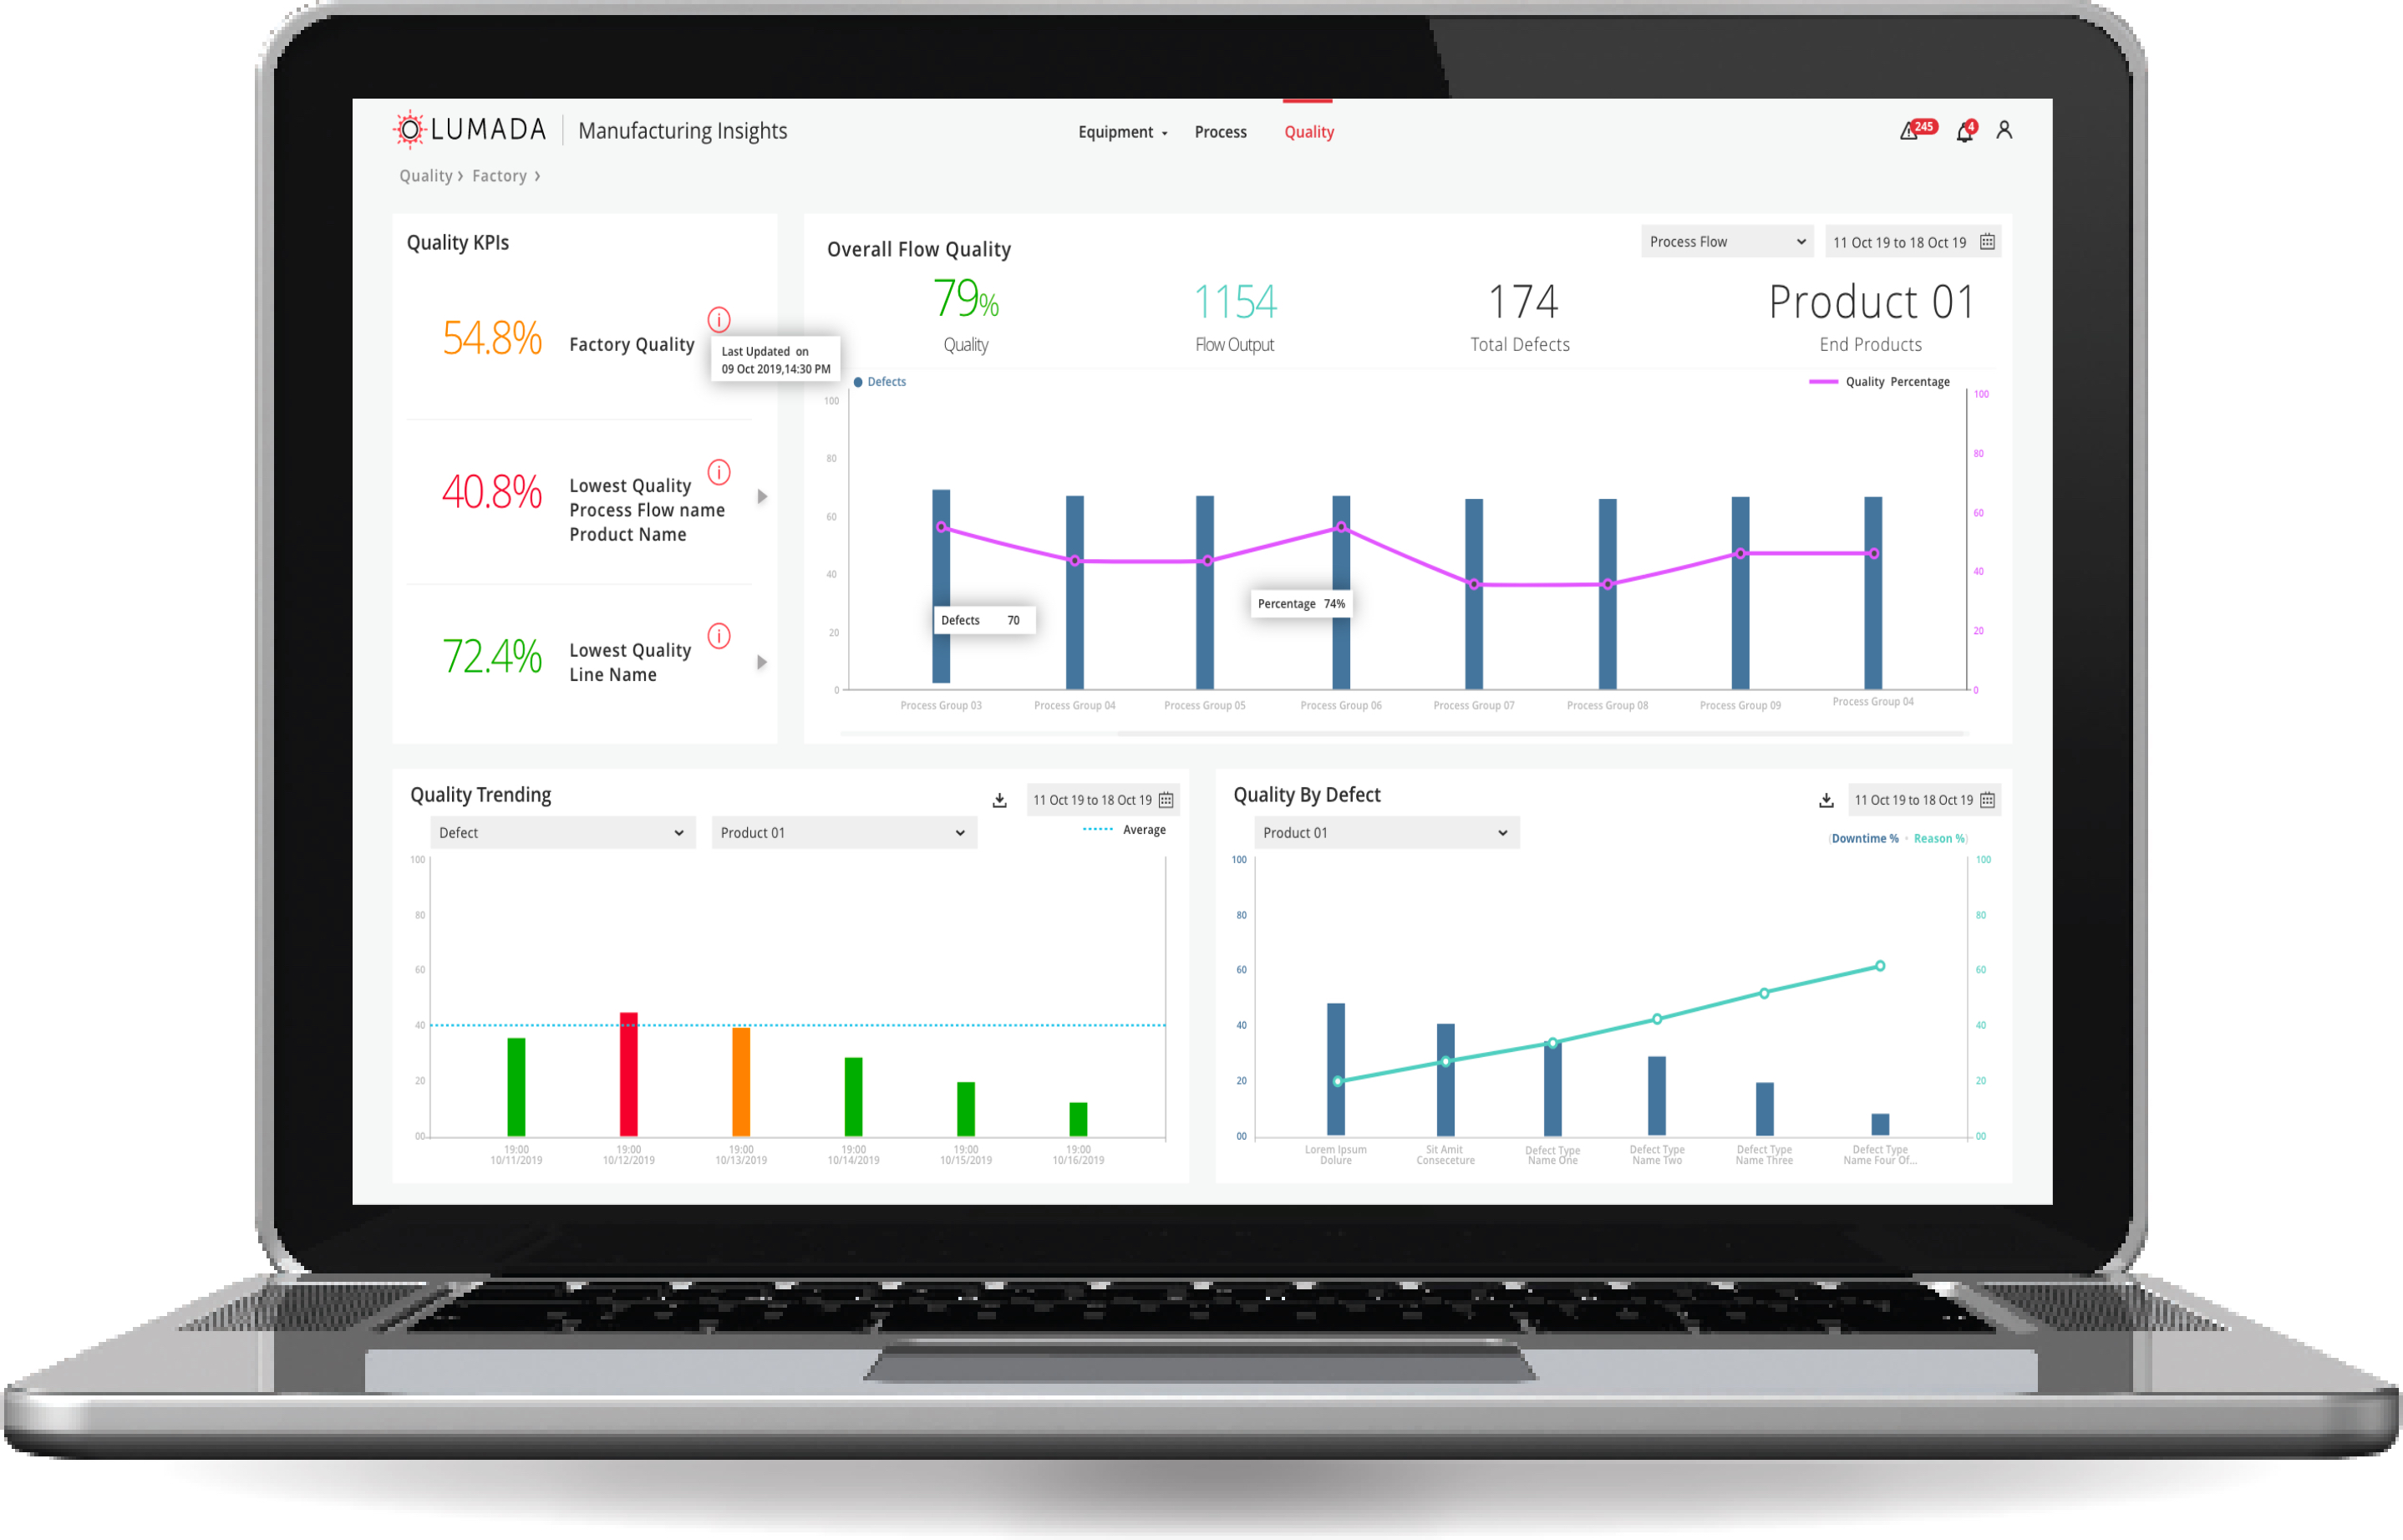 LUMADA Manufacturing Insights
Equipment Process Quality
245 4
Quality › Factory ›
Quality KPIs
54.8% Factory Quality
Last Updated on
09 Oct 2019,14:30 PM
40.8% Lowest Quality
Process Flow name
Product Name
72.4% Lowest Quality
Line Name
Overall Flow Quality
Process Flow 11 Oct 19 to 18 Oct 19
79% 1154 174 Product 01
Quality Flow Output Total Defects End Products
Defects Quality Percentage
100 100
80 80
60 60
40 40
20 20
0 0
Defects 70
Percentage 74%
Process Group 03 Process Group 04 Process Group 05 Process Group 06 Process Group 07 Process Group 08 Process Group 09 Process Group 04
Quality Trending
11 Oct 19 to 18 Oct 19
Defect Product 01
Average
100
80
60
40
20
00
19:00 19:00 19:00 19:00 19:00 19:00
10/11/2019 10/12/2019 10/13/2019 10/14/2019 10/15/2019 10/16/2019
Quality By Defect
11 Oct 19 to 18 Oct 19
Product 01
(Downtime % • Reason %)
100 100
80 80
60 60
40 40
20 20
00 00
Lorem Ipsum Sit Amit Defect Type Defect Type Defect Type Defect Type
Dolure Conseceture Name One Name Two Name Three Name Four Of...